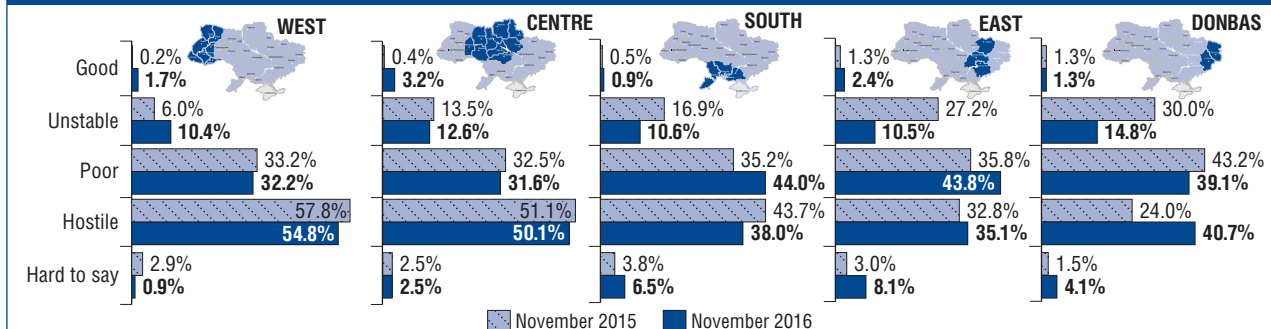 WEST CENTRE SOUTH EAST DONBAS
Good 0.2% 0.4% 0.5% 1.3% 1.3%
1.7% 3.2% 0.9% 2.4% 1.3%
Unstable 6.0% 13.5% 16.9% 27.2% 30.0%
10.4% 12.6% 10.6% 10.5% 14.8%
Poor 33.2% 32.5% 35.2% 35.8% 43.2%
32.2% 31.6% 44.0% 43.8% 39.1%
Hostile 57.8% 51.1% 43.7% 32.8% 24.0%
54.8% 50.1% 38.0% 35.1% 40.7%
Hard to say 2.9% 2.5% 3.8% 3.0% 1.5%
0.9% 2.5% 6.5% 8.1% 4.1%
November 2015 November 2016